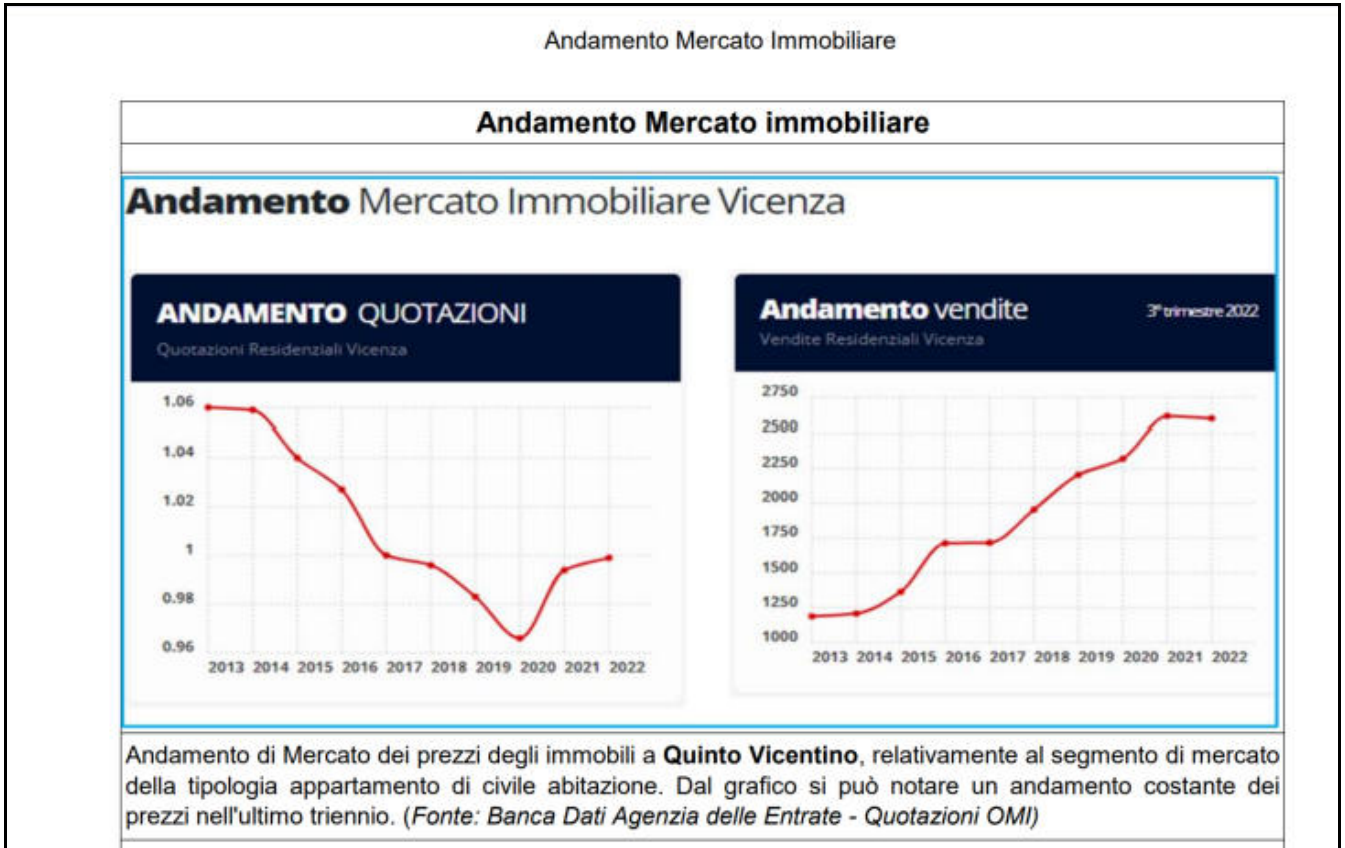 Andamento Mercato Immobiliare
Andamento Mercato immobiliare
Andamento Mercato Immobiliare Vicenza
ANDAMENTO QUOTAZIONI
Quotazioni Residenziali Vicenza
1.06
1.04
1.02
1
0.98
0.96
2013 2014 2015 2016 2017 2018 2019 2020 2021 2022
Andamento vendite 3° trimestre 2022
Vendite Residenziali Vicenza
2750
2500
2250
2000
1750
1500
1250
1000
2013 2014 2015 2016 2017 2018 2019 2020 2021 2022
Andamento di Mercato dei prezzi degli immobili a Quinto Vicentino, relativamente al segmento di mercato
della tipologia appartamento di civile abitazione. Dal grafico si può notare un andamento costante dei
prezzi nell'ultimo triennio. (Fonte: Banca Dati Agenzia delle Entrate - Quotazioni OMI)